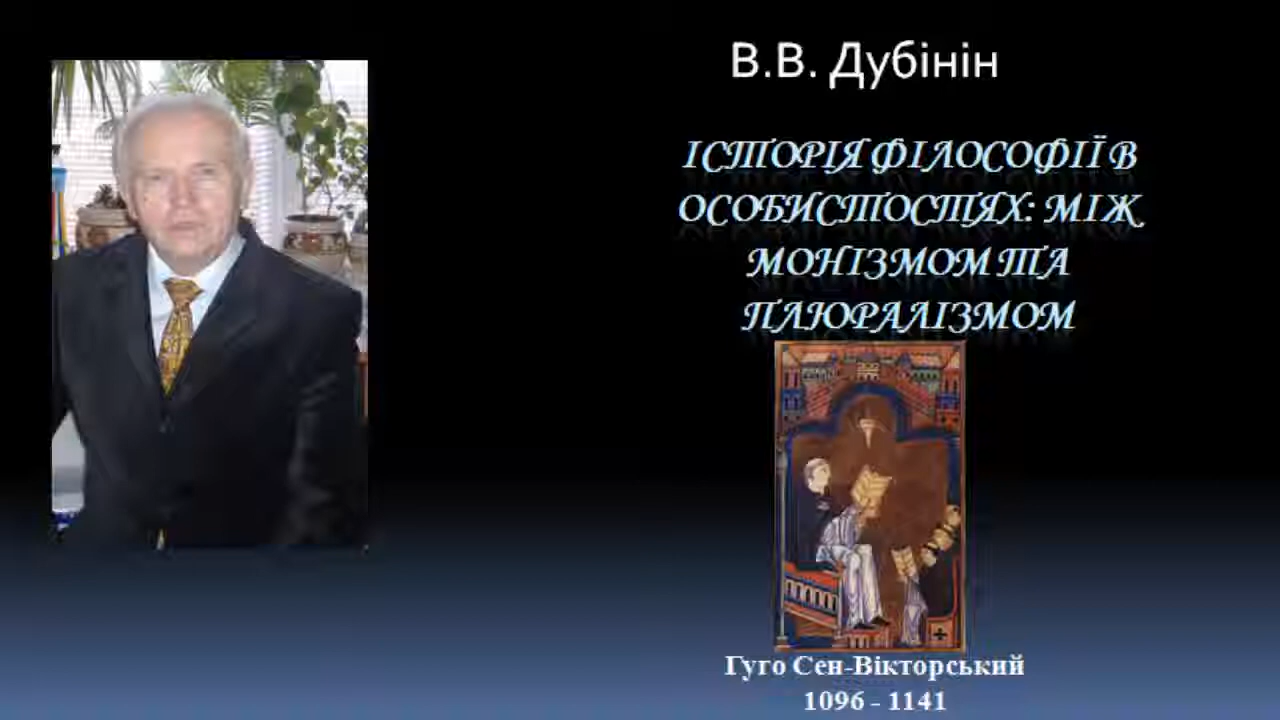 В.В. Дубінін
ІСТОРІЯ ФІЛОСОФІЇ В
ОСОБИСТОСТЯХ: МІЖ
МОНІЗМОМ ТА
ПЛЮРАЛІЗМОМ
Гуго Сен-Вікторський
1096 - 1141